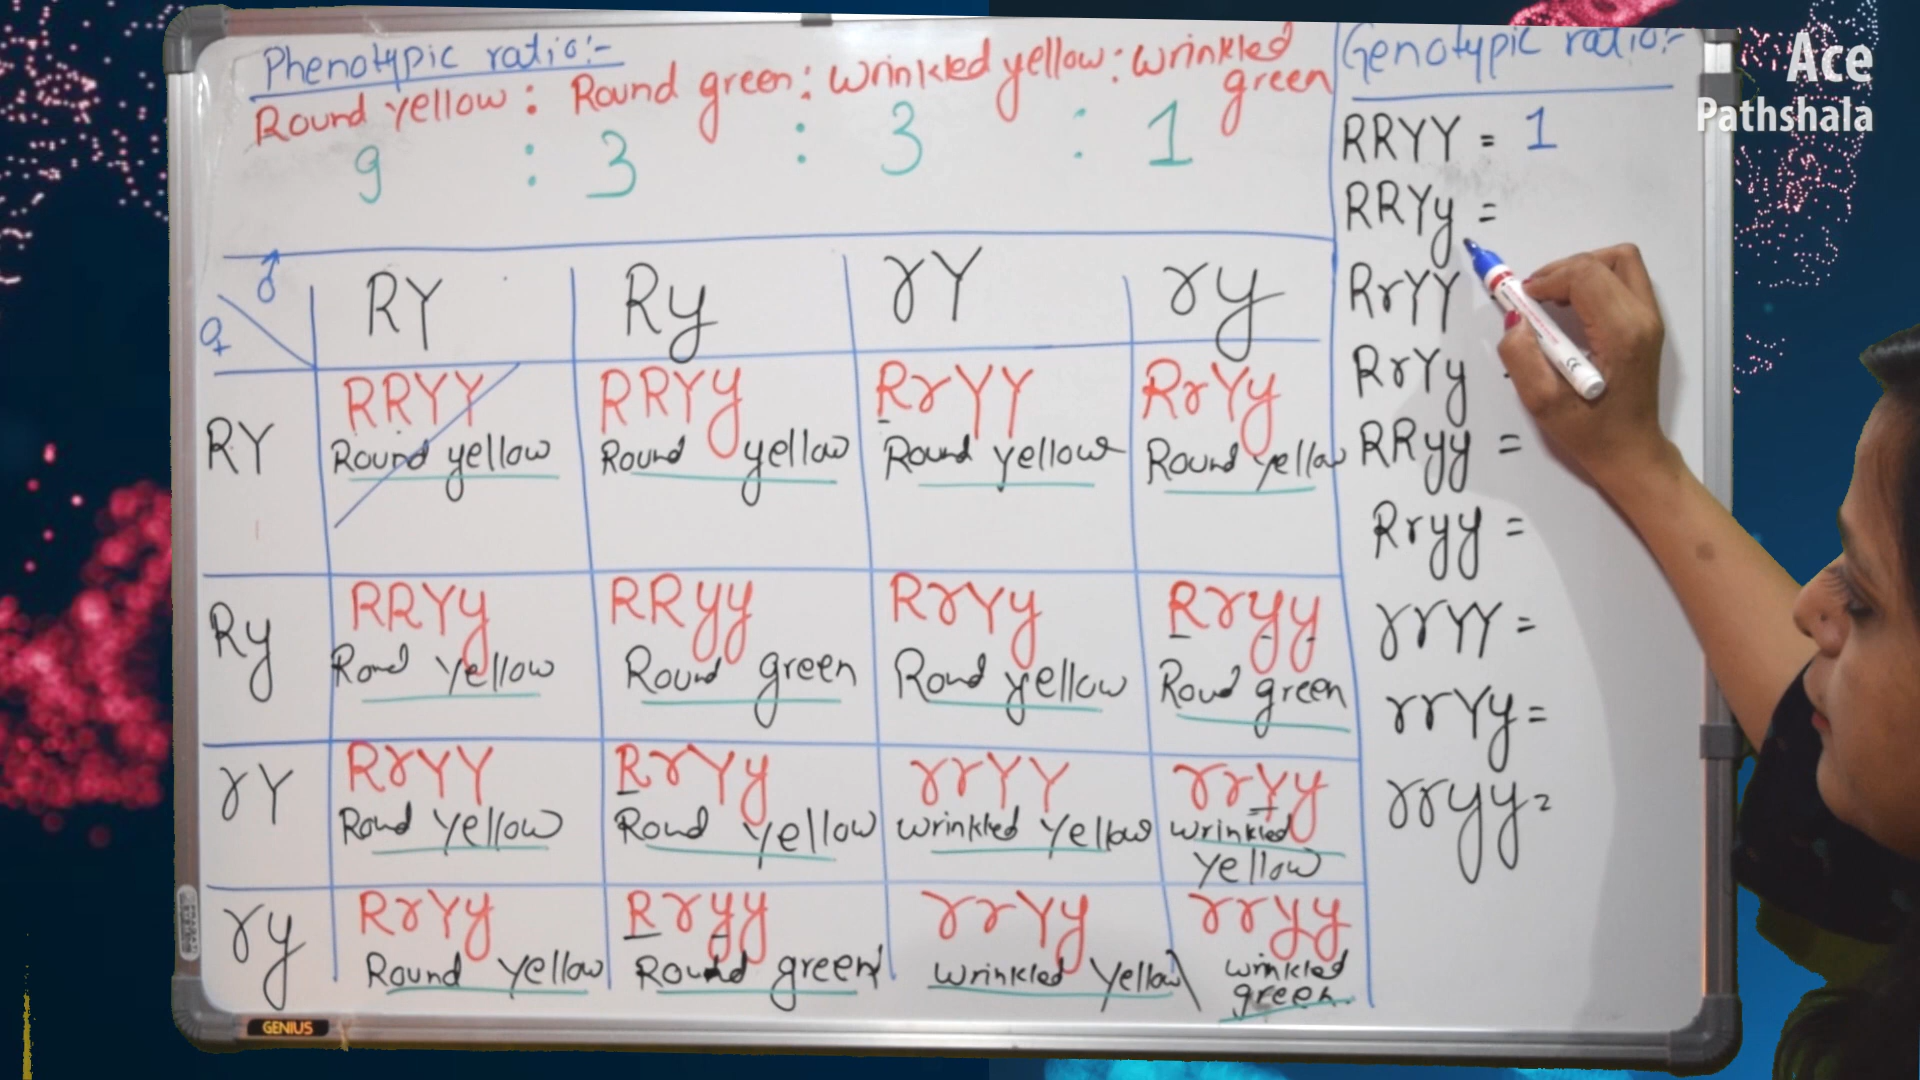 Phenotypic ratio:-
Round yellow : Round green : wrinkled yellow : wrinkled green
9 : 3 : 3 : 1
♂ RY Ry rY ry
♀
RY RRYY RRYy RrYY RrYy
Round yellow Round yellow Round yellow Round yellow
Ry RRYy RRyy RrYy Rryy
Round yellow Round green Round yellow Round green
rY RrYY RrYy rrYY rrYy
Round yellow Round yellow wrinkled yellow wrinkled yellow
ry RrYy Rryy rrYy rryy
Round yellow Round green wrinkled yellow wrinkled green
Genotypic ratio:-
RRYY = 1
RRYy =
RrYY
RrYy
RRyy =
Rryy =
rrYY =
rrYy =
rryy =
Ace
Pathshala
GENIUS